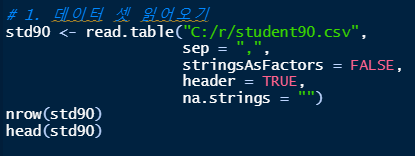 # 1. 데이터 셋 읽어오기
std90 <- read.table("C:/r/student90.csv",
sep = ",",
stringsAsFactors = FALSE,
header = TRUE,
na.strings = "")
nrow(std90)
head(std90)